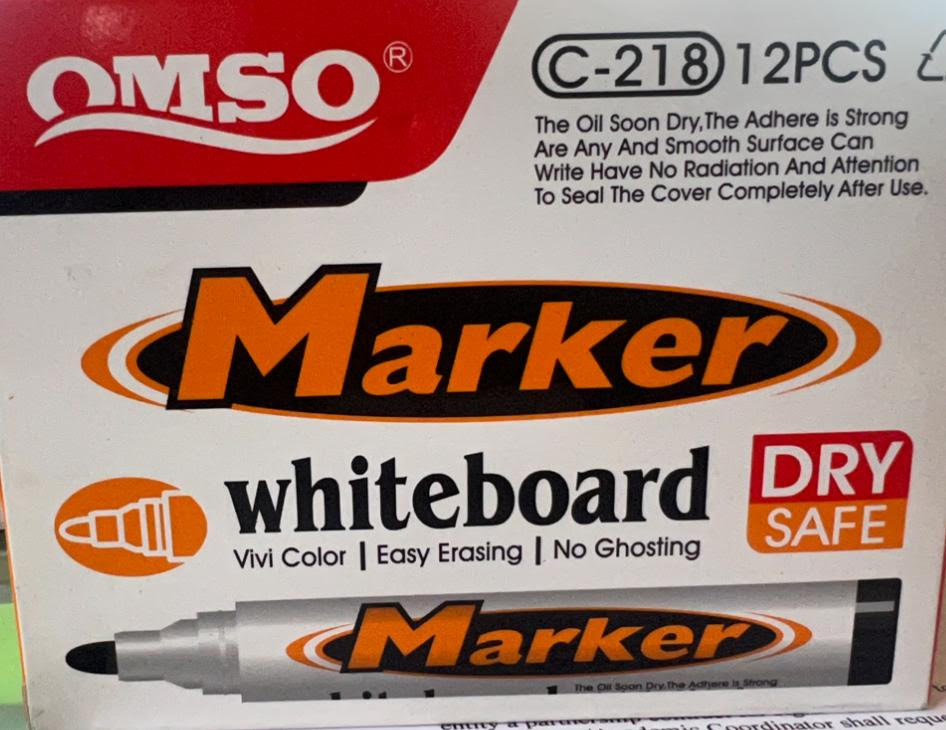 OMSO®
C-218 12PCS
The Oil Soon Dry,The Adhere is Strong
Are Any And Smooth Surface Can
Write Have No Radiation And Attention
To Seal The Cover Completely After Use.
Marker
whiteboard
Vivi Color | Easy Erasing | No Ghosting
DRY
SAFE
Marker
The Oil Soon Dry,The Adhere is Strong
entity a partnership
Coordinator shall